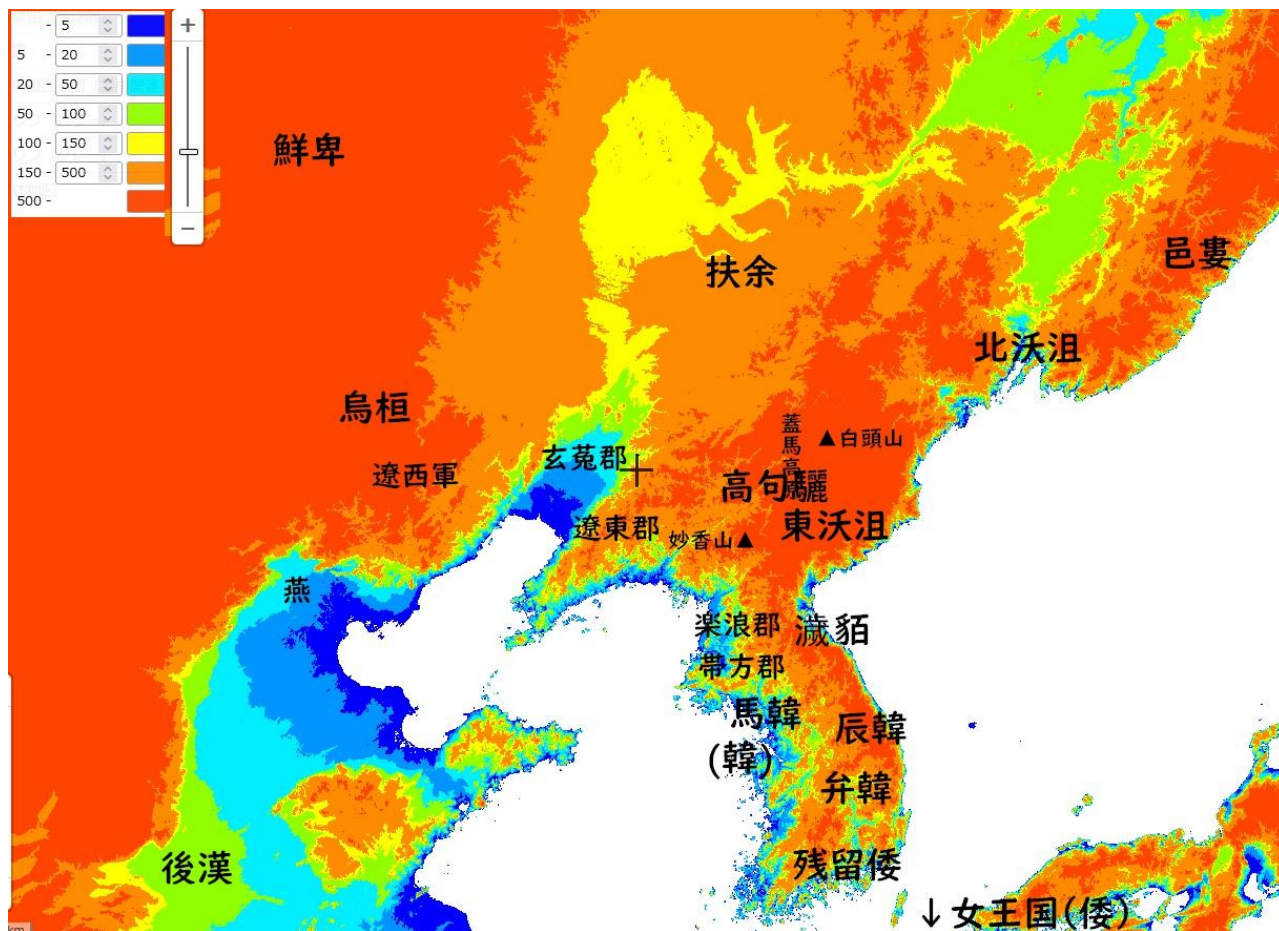 - 5
5 - 20
20 - 50
50 - 100
100 - 150
150 - 500
500 -
+
−
鮮卑
扶余
邑婁
北沃沮
烏桓
蓋馬高原
▲白頭山
玄菟郡
遼西軍
高句驪
遼東郡
妙香山▲
東沃沮
燕
楽浪郡
濊貊
帯方郡
馬韓
(韓)
辰韓
弁韓
後漢
残留倭
↓女王国(倭)
km